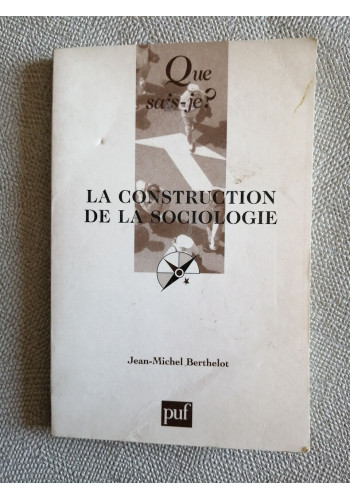 Que
sais-je?
LA CONSTRUCTION
DE LA SOCIOLOGIE
Jean-Michel Berthelot
puf